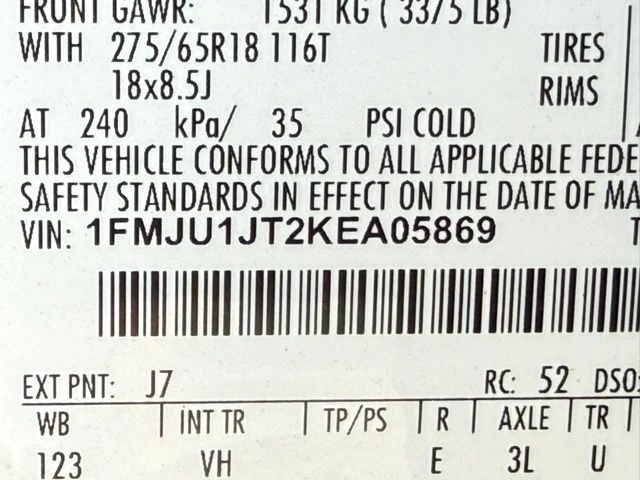 FRONT GAWR: 1531 KG ( 3375 LB)
WITH 275/65R18 116T TIRES
18x8.5J RIMS
AT 240 kPa/ 35 PSI COLD
THIS VEHICLE CONFORMS TO ALL APPLICABLE FEDE
SAFETY STANDARDS IN EFFECT ON THE DATE OF MA
VIN: 1FMJU1JT2KEA05869 T
EXT PNT: J7 RC: 52 DSO:
WB INT TR TP/PS R AXLE TR
123 VH E 3L U